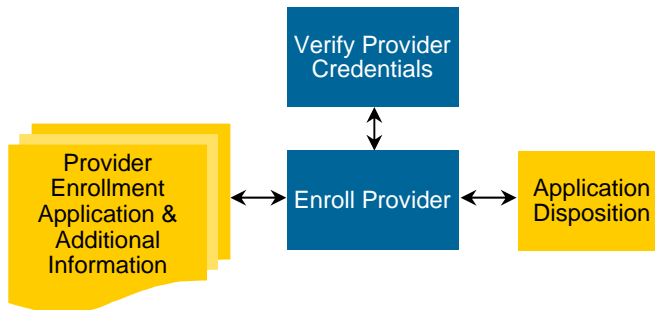 Verify Provider
Credentials
Provider
Enrollment
Application &
Additional
Information
Enroll Provider
Application
Disposition